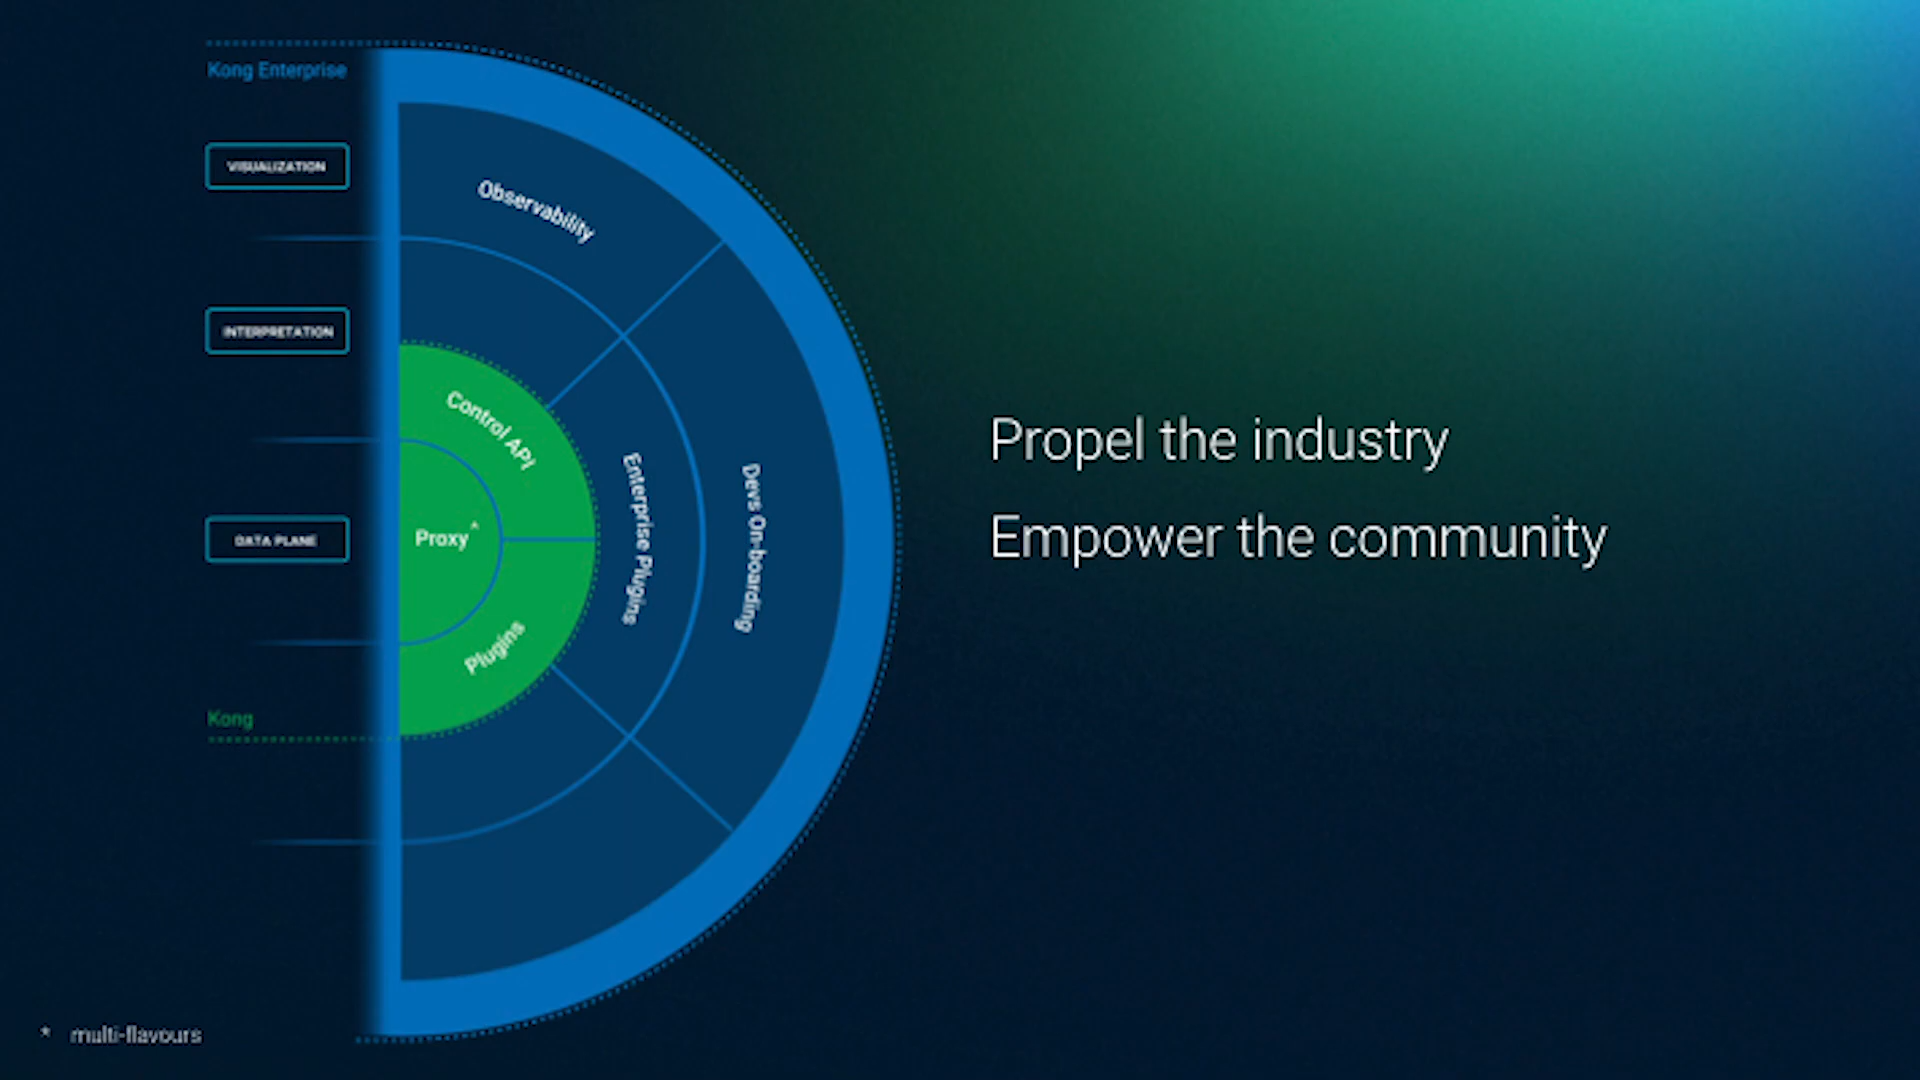 Kong Enterprise
VISUALIZATION
Observability
INTERPRETATION
Control API
Enterprise Plugins
Devs On-boarding
DATA PLANE
Proxy*
Plugins
Kong
Propel the industry
Empower the community
* multi-flavours